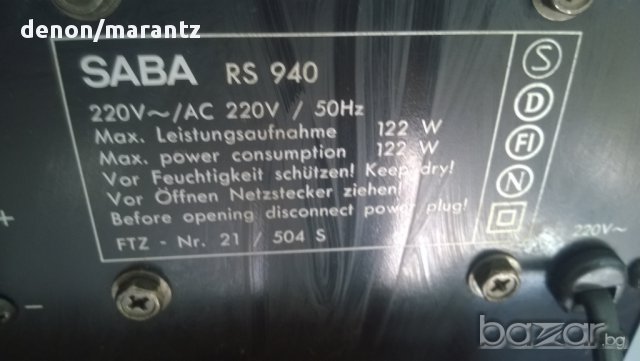 denon/marantz
SABA RS 940
220V~/AC 220V / 50Hz
Max. Leistungsaufnahme 122 W
Max. power consumption 122 W
Vor Feuchtigkeit schützen! Keep dry!
Vor Öffnen Netzstecker ziehen!
Before opening disconnect power plug!
FTZ - Nr. 21 / 504 S
S
D
FI
N
+
-
220V~
bazar.bg